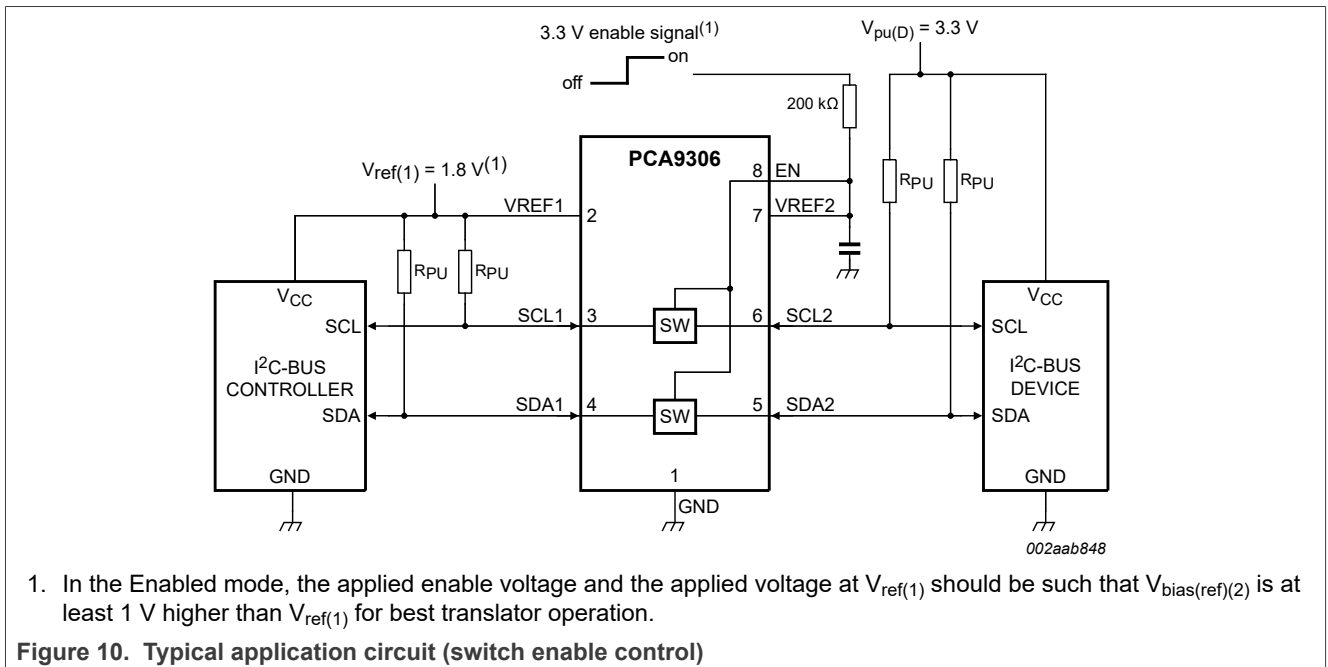 3.3 V enable signal(1)
off
on
Vpu(D) = 3.3 V
200 kΩ
PCA9306
Vref(1) = 1.8 V(1)
8 EN
RPU RPU
VREF1 2
7 VREF2
RPU RPU
VCC
SCL
SCL1 3
SW
6 SCL2
VCC
SCL
I2C-BUS
CONTROLLER
I2C-BUS
DEVICE
SDA
SDA1 4
SW
5 SDA2
SDA
GND
1
GND
GND
002aab848
1. In the Enabled mode, the applied enable voltage and the applied voltage at Vref(1) should be such that Vbias(ref)(2) is at
least 1 V higher than Vref(1) for best translator operation.
Figure 10. Typical application circuit (switch enable control)